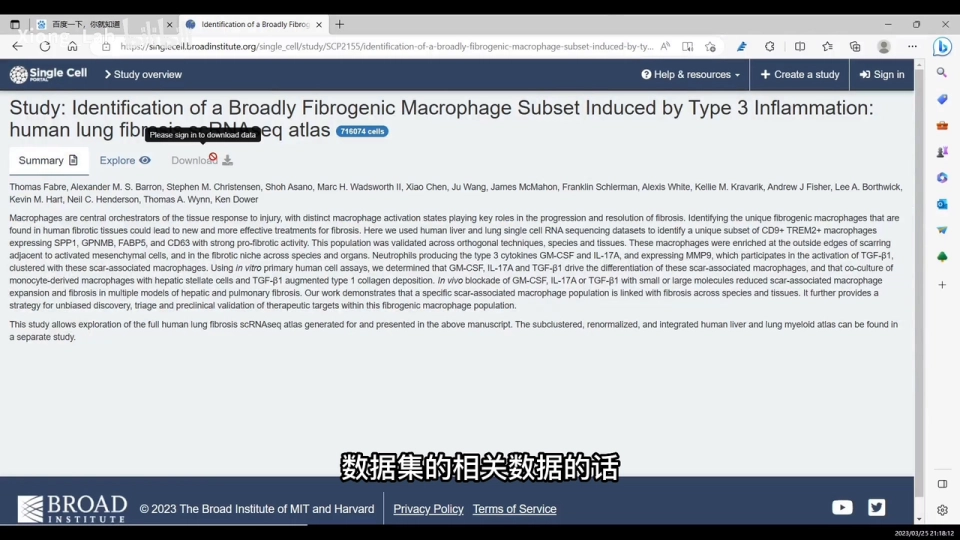 百度一下，你就知道
Identification of a Broadly Fibrog
https://singlecell.broadinstitute.org/single_cell/study/SCP2155/identification-of-a-broadly-fibrogenic-macrophage-subset-induced-by-ty...
Single Cell
PORTAL
Study overview
Help & resources
Create a study
Sign in
Study: Identification of a Broadly Fibrogenic Macrophage Subset Induced by Type 3 Inflammation:
human lung fibrosis scRNAseq atlas 716074 cells
Please sign in to download data
Summary Explore Download
Thomas Fabre, Alexander M. S. Barron, Stephen M. Christensen, Shoh Asano, Marc H. Wadsworth II, Xiao Chen, Ju Wang, James McMahon, Franklin Schlerman, Alexis White, Kellie M. Kravarik, Andrew J Fisher, Lee A. Borthwick,
Kevin M. Hart, Neil C. Henderson, Thomas A. Wynn, Ken Dower
Macrophages are central orchestrators of the tissue response to injury, with distinct macrophage activation states playing key roles in the progression and resolution of fibrosis. Identifying the unique fibrogenic macrophages that are
found in human fibrotic tissues could lead to new and more effective treatments for fibrosis. Here we used human liver and lung single cell RNA sequencing datasets to identify a unique subset of CD9+ TREM2+ macrophages
expressing SPP1, GPNMB, FABP5, and CD63 with strong pro-fibrotic activity. This population was validated across orthogonal techniques, species and tissues. These macrophages were enriched at the outside edges of scarring
adjacent to activated mesenchymal cells, and in the fibrotic niche across species and organs. Neutrophils producing the type 3 cytokines GM-CSF and IL-17A, and expressing MMP9, which participates in the activation of TGF-β1,
clustered with these scar-associated macrophages. Using in vitro primary human cell assays, we determined that GM-CSF, IL-17A and TGF-β1 drive the differentiation of these scar-associated macrophages, and that co-culture of
monocyte-derived macrophages with hepatic stellate cells and TGF-β1 augmented type 1 collagen deposition. In vivo blockade of GM-CSF, IL-17A or TGF-β1 with small or large molecules reduced scar-associated macrophage
expansion and fibrosis in multiple models of hepatic and pulmonary fibrosis. Our work demonstrates that a specific scar-associated macrophage population is linked with fibrosis across species and tissues. It further provides a
strategy for unbiased discovery, triage and preclinical validation of therapeutic targets within this fibrogenic macrophage population.
This study allows exploration of the full human lung fibrosis scRNAseq atlas generated for and presented in the above manuscript. The subclustered, renormalized, and integrated human liver and lung myeloid atlas can be found in
a separate study.
数据集的相关数据的话
BROAD
INSTITUTE
© 2023 The Broad Institute of MIT and Harvard
Privacy Policy Terms of Service
2023/03/25 21:18:12